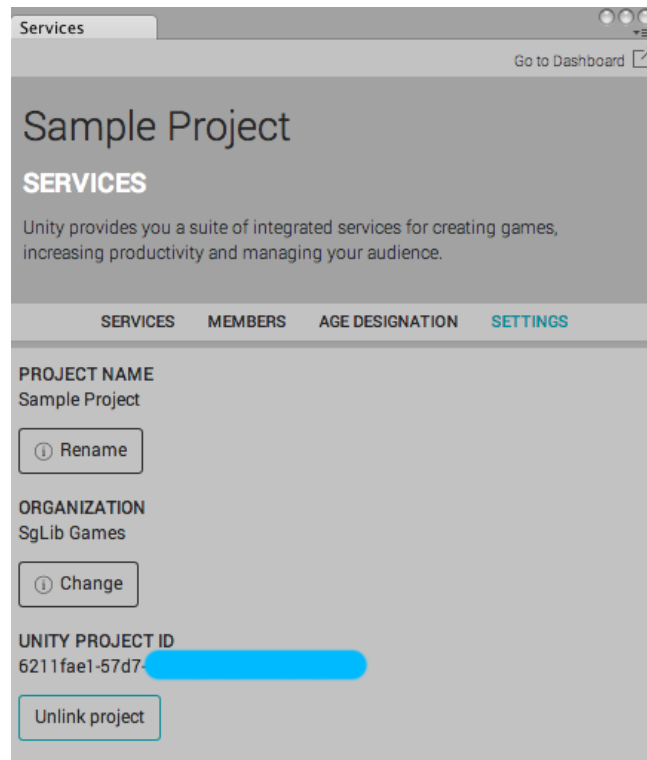 Services
Go to Dashboard
Sample Project
SERVICES
Unity provides you a suite of integrated services for creating games,
increasing productivity and managing your audience.
SERVICES MEMBERS AGE DESIGNATION SETTINGS
PROJECT NAME
Sample Project
Rename
ORGANIZATION
SgLib Games
Change
UNITY PROJECT ID
6211fae1-57d7-
Unlink project